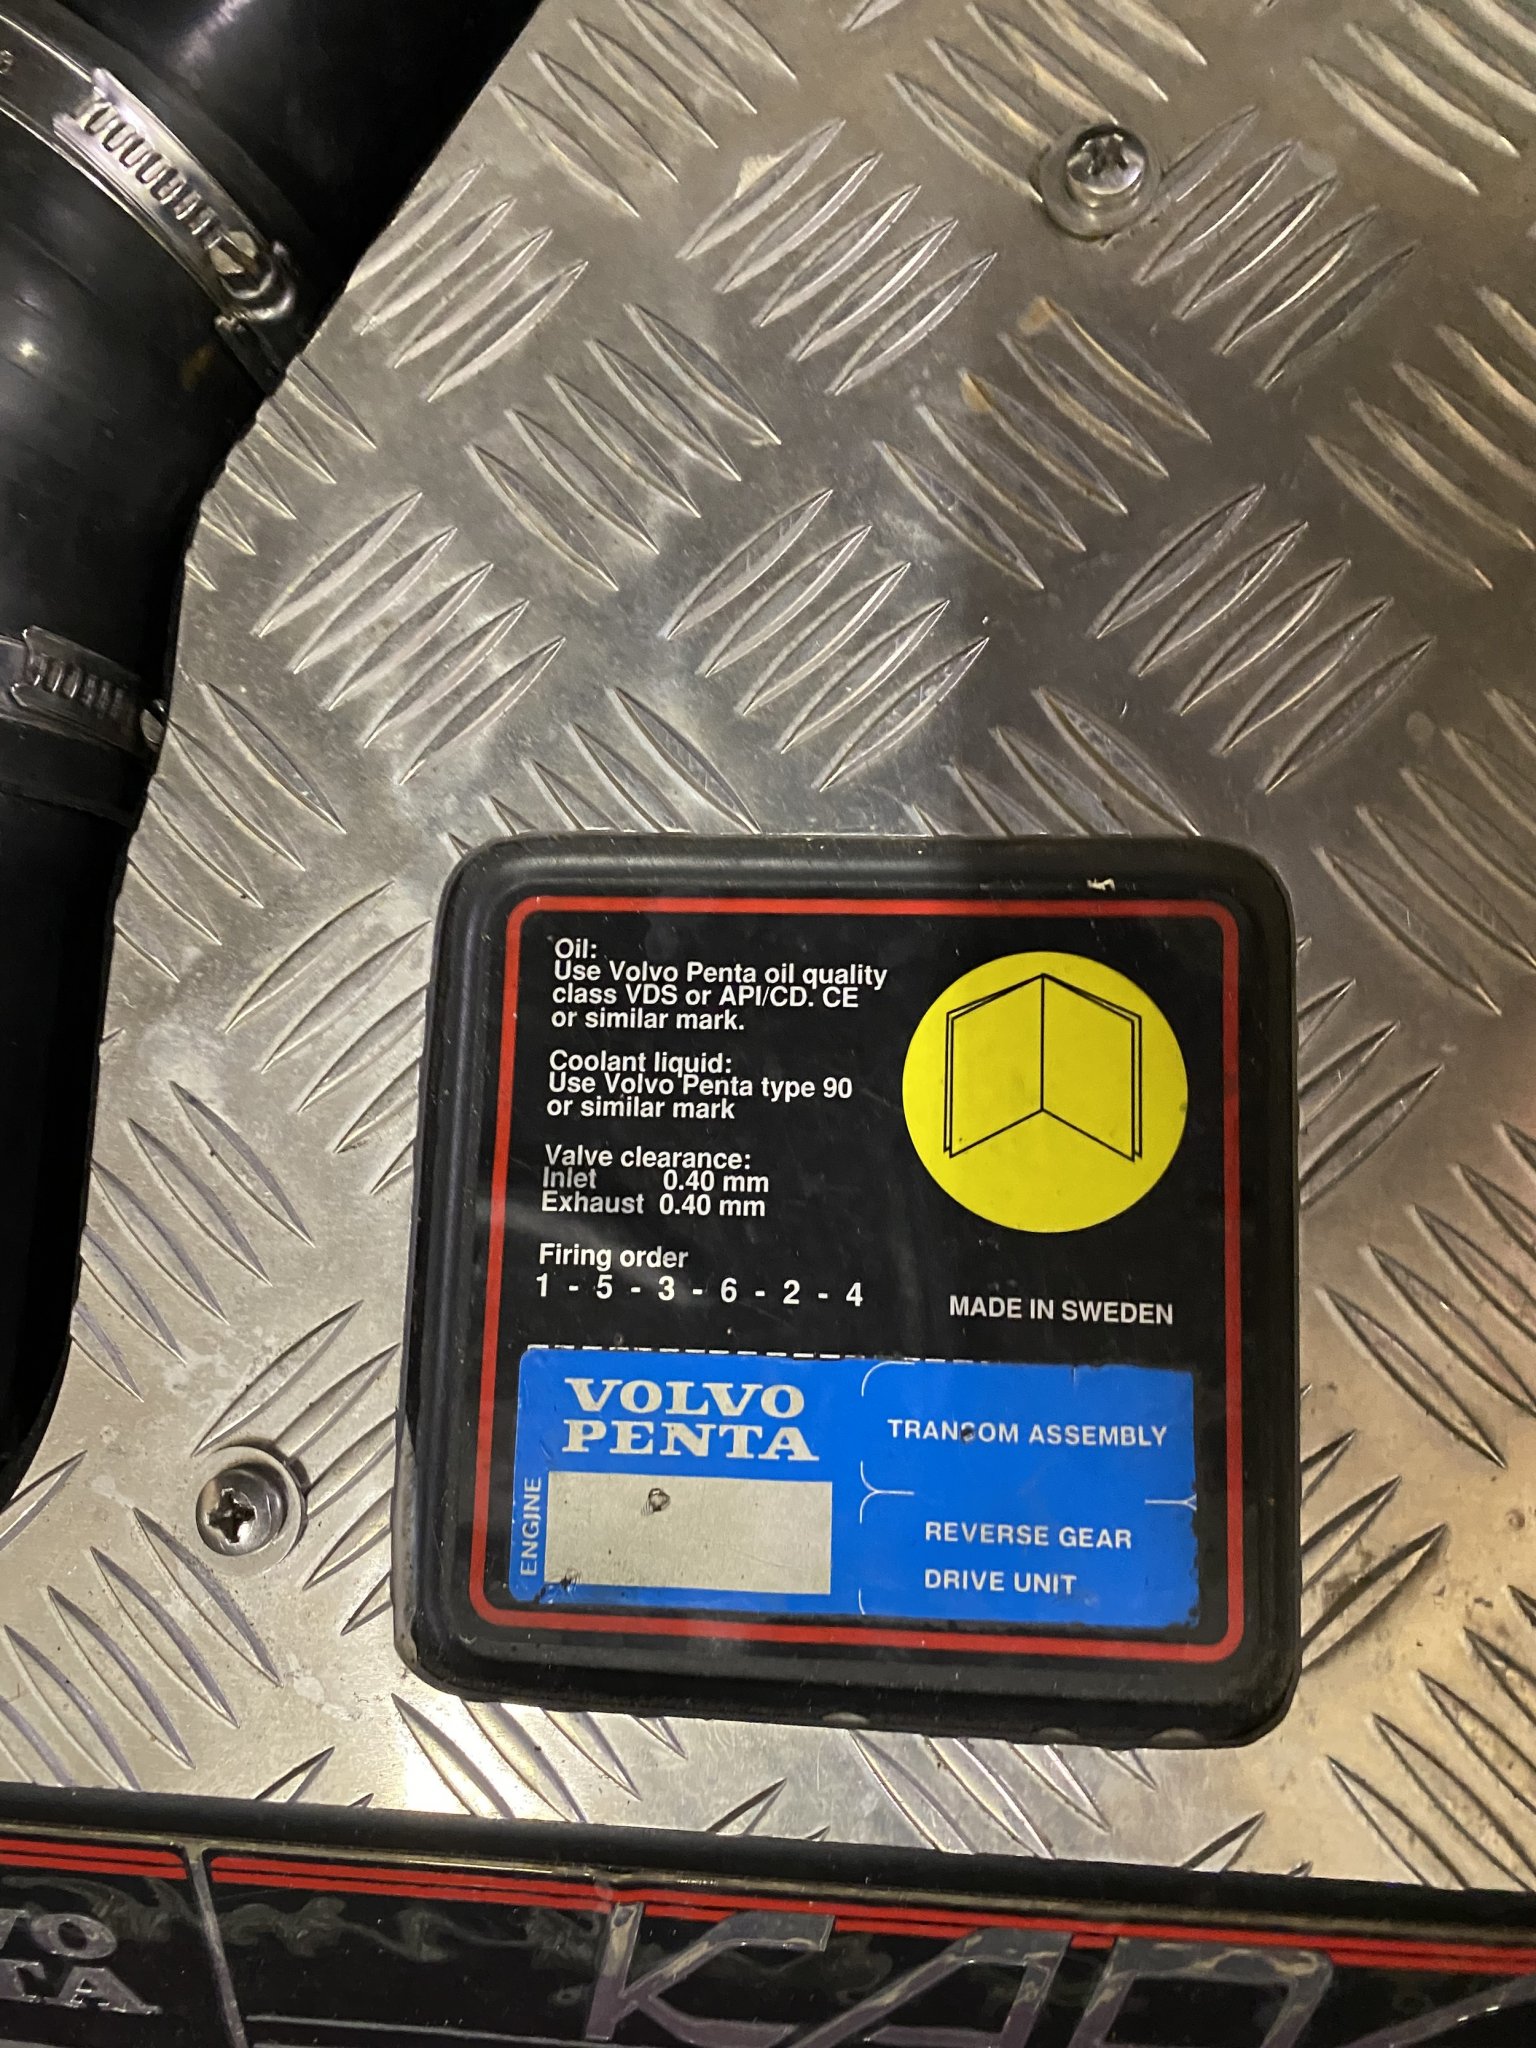 Oil:
Use Volvo Penta oil quality
class VDS or API/CD. CE
or similar mark.
Coolant liquid:
Use Volvo Penta type 90
or similar mark
Valve clearance:
Inlet 0.40 mm
Exhaust 0.40 mm
Firing order
1 - 5 - 3 - 6 - 2 - 4
MADE IN SWEDEN
VOLVO
PENTA
ENGINE
TRANSOM ASSEMBLY
REVERSE GEAR
DRIVE UNIT